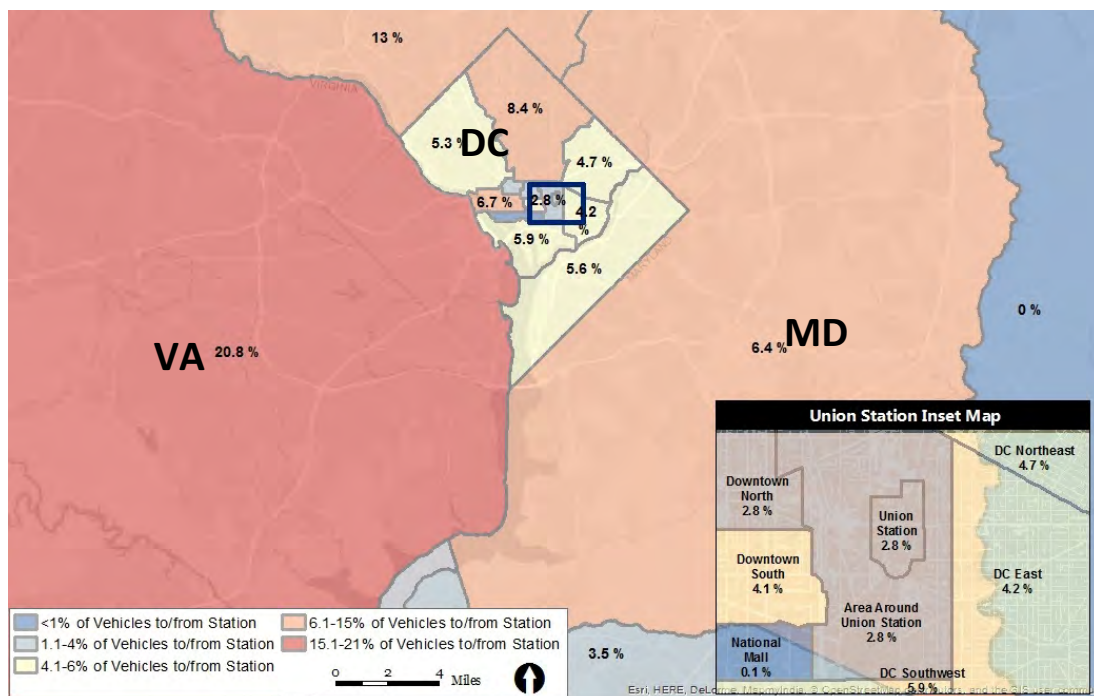 13 %
VIRGINIA
8.4 %
5.3 %
DC
4.7 %
6.7 %
2.8 %
4.2
%
5.9 %
5.6 %
MARYLAND
0 %
VA
20.8 %
6.4 %
MD
3.5 %
Union Station Inset Map
DC Northeast
4.7 %
Downtown
North
2.8 %
Union
Station
2.8 %
Downtown
South
4.1 %
DC East
4.2 %
Area Around
Union Station
2.8 %
National
Mall
0.1 %
DC Southwest
5.9 %
<1% of Vehicles to/from Station
1.1-4% of Vehicles to/from Station
4.1-6% of Vehicles to/from Station
6.1-15% of Vehicles to/from Station
15.1-21% of Vehicles to/from Station
0 2 4 Miles
Esri, HERE, DeLorme, MapmyIndia, © OpenStreetMap contributors, and the GIS user